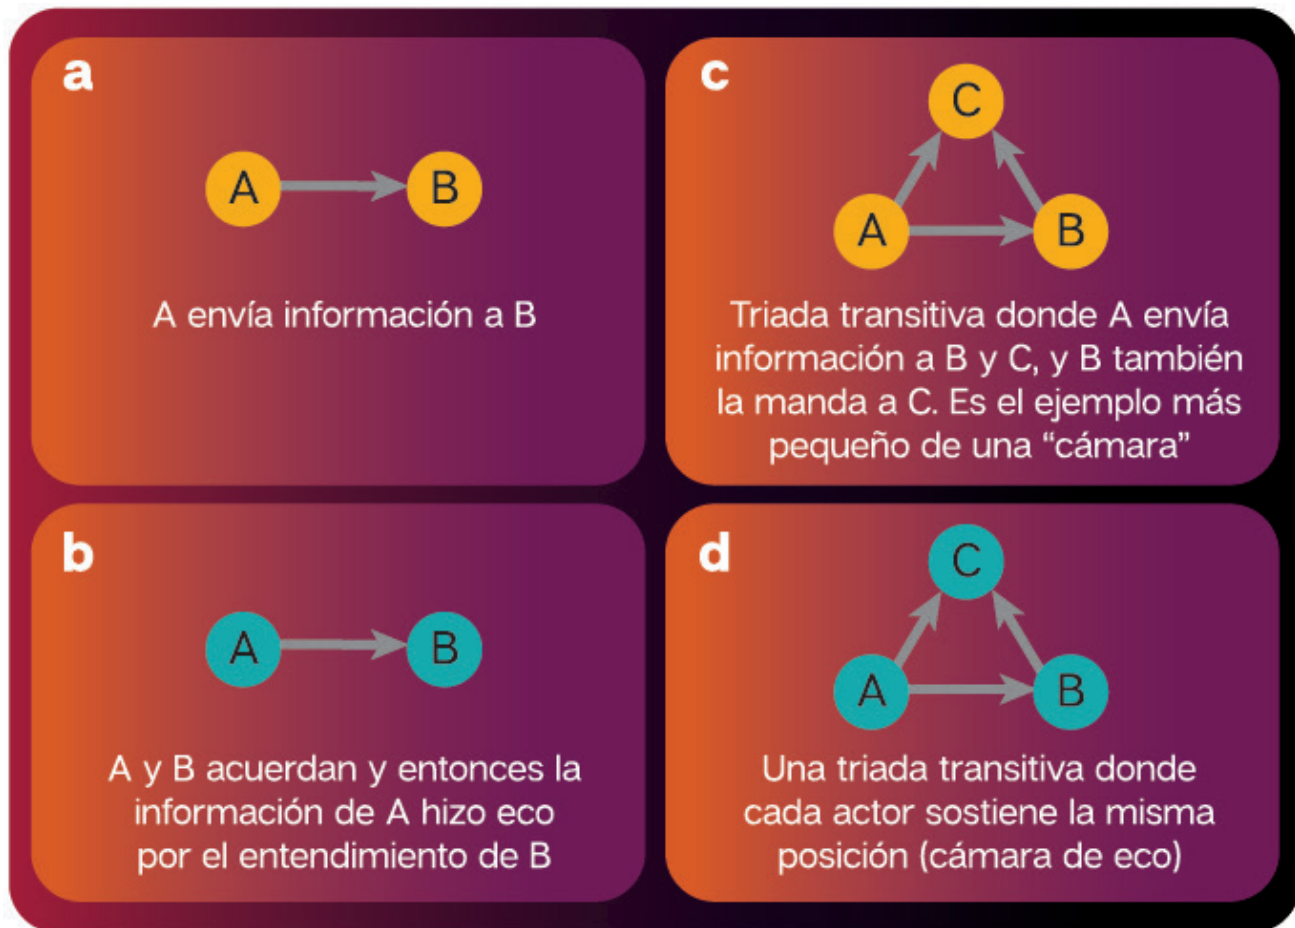 a
A
B
A envía información a B
b
A
B
A y B acuerdan y entonces la
información de A hizo eco
por el entendimiento de B
c
C
A
B
Triada transitiva donde A envía
información a B y C, y B también
la manda a C. Es el ejemplo más
pequeño de una “cámara”
d
C
A
B
Una triada transitiva donde
cada actor sostiene la misma
posición (cámara de eco)